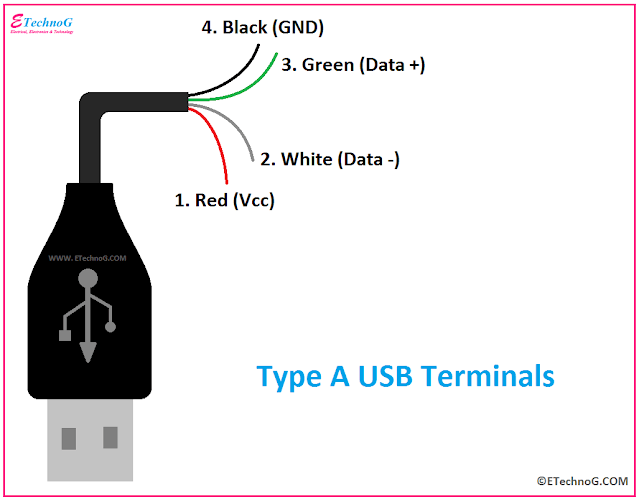 ETechnoG
Electrical, Electronics & Technology
4. Black (GND)
3. Green (Data +)
2. White (Data -)
1. Red (Vcc)
WWW. ETechnoG.COM
Type A USB Terminals
©ETechnoG.COM